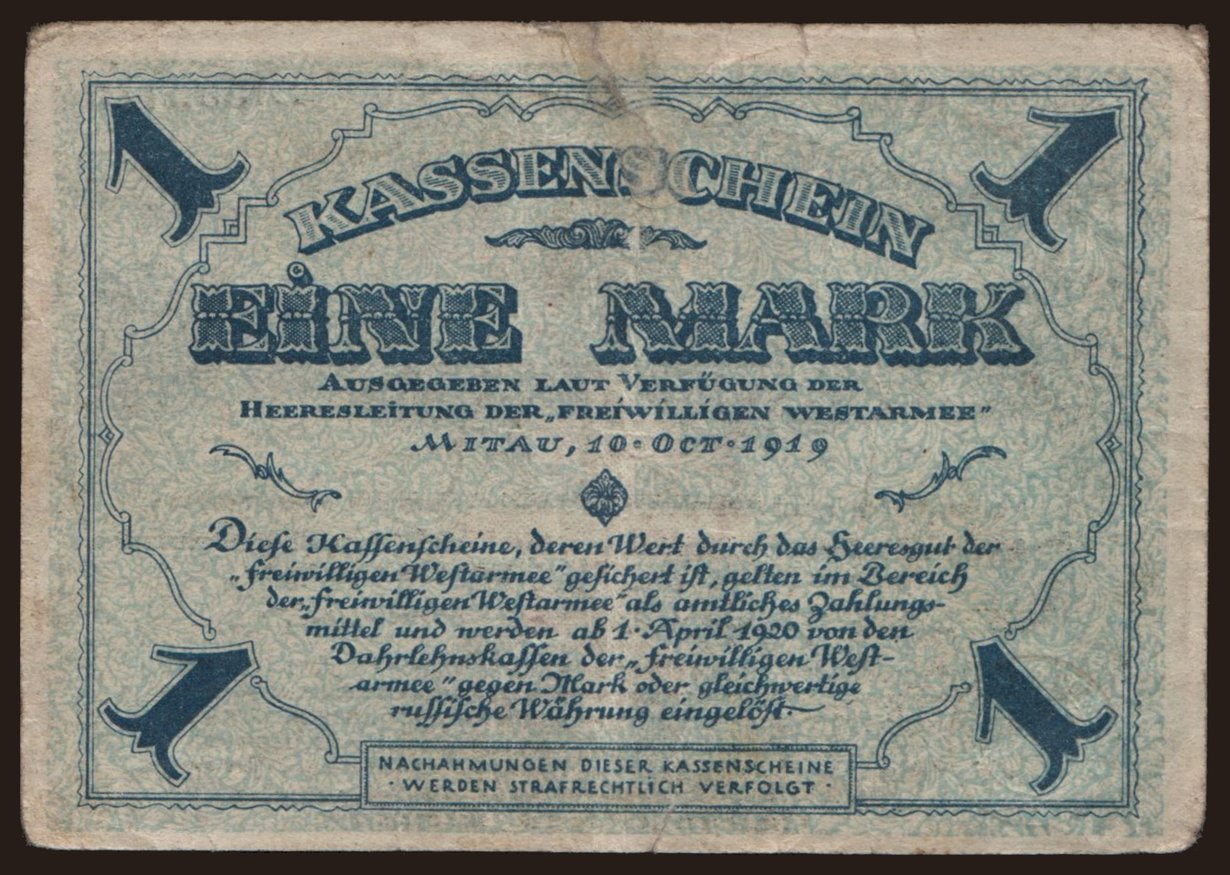 1 1
KASSENSCHEIN
EINE MARK
AUSGEGEBEN LAUT VERFÜGUNG DER
HEERESLEITUNG DER „FREIWILLIGEN WESTARMEE"
MITAU, 10·OCT·1919
Diese Kassenscheine, deren Wert durch das Heeresgut der
„freiwilligen Westarmee" gesichert ist, gelten im Bereich
der „freiwilligen Westarmee" als amtliches Zahlungs-
mittel und werden ab 1·April 1920 von den
Dahrlehnskassen der „freiwilligen West-
armee" gegen Mark oder gleichwertige
russische Währung eingelöst.
1 1
NACHAHMUNGEN DIESER KASSENSCHEINE
· WERDEN STRAFRECHTLICH VERFOLGT ·